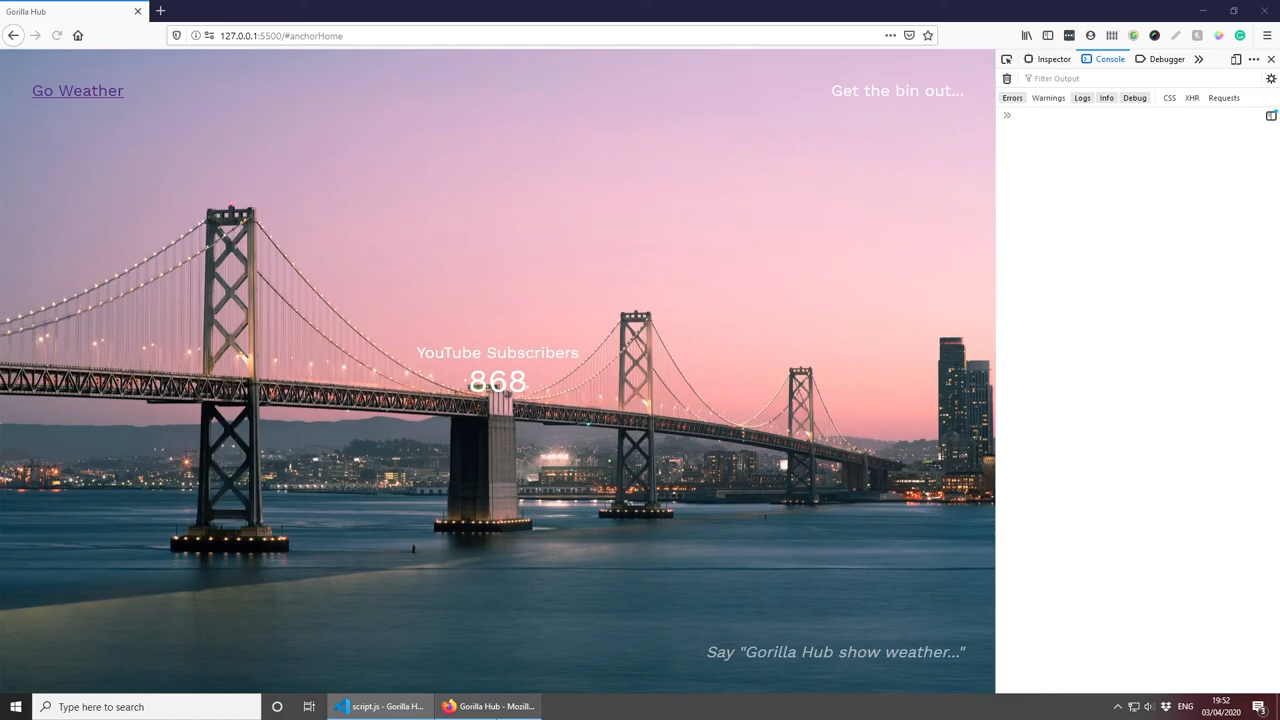 Gorilla Hub
127.0.0.1:5500/#anchorHome
Inspector
Console
Debugger
Filter Output
Errors
Warnings
Logs
Info
Debug
CSS
XHR
Requests
Go Weather
Get the bin out...
YouTube Subscribers
868
Say "Gorilla Hub show weather..."
Type here to search
script.js - Gorilla H...
Gorilla Hub - Mozill...
ENG
19:52
03/04/2020
3